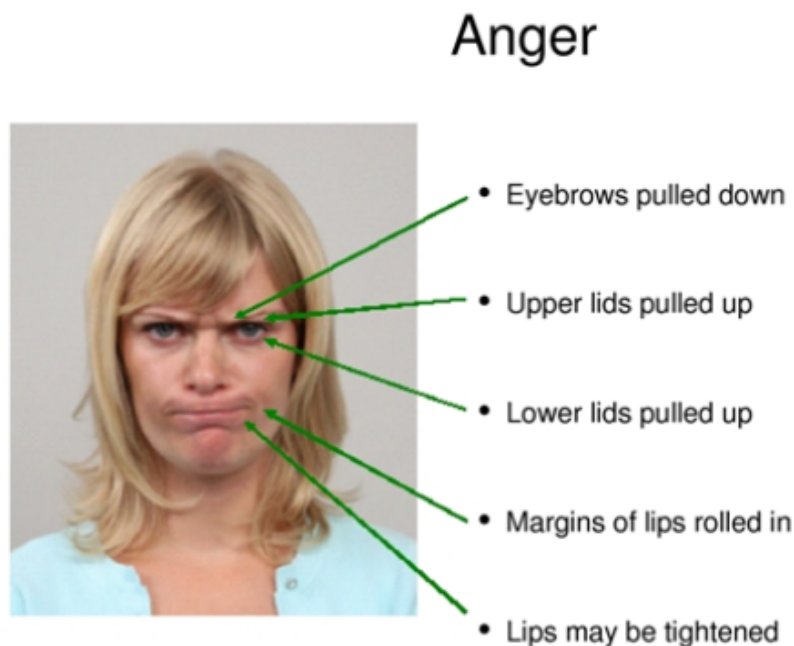 Anger
• Eyebrows pulled down
• Upper lids pulled up
• Lower lids pulled up
• Margins of lips rolled in
• Lips may be tightened